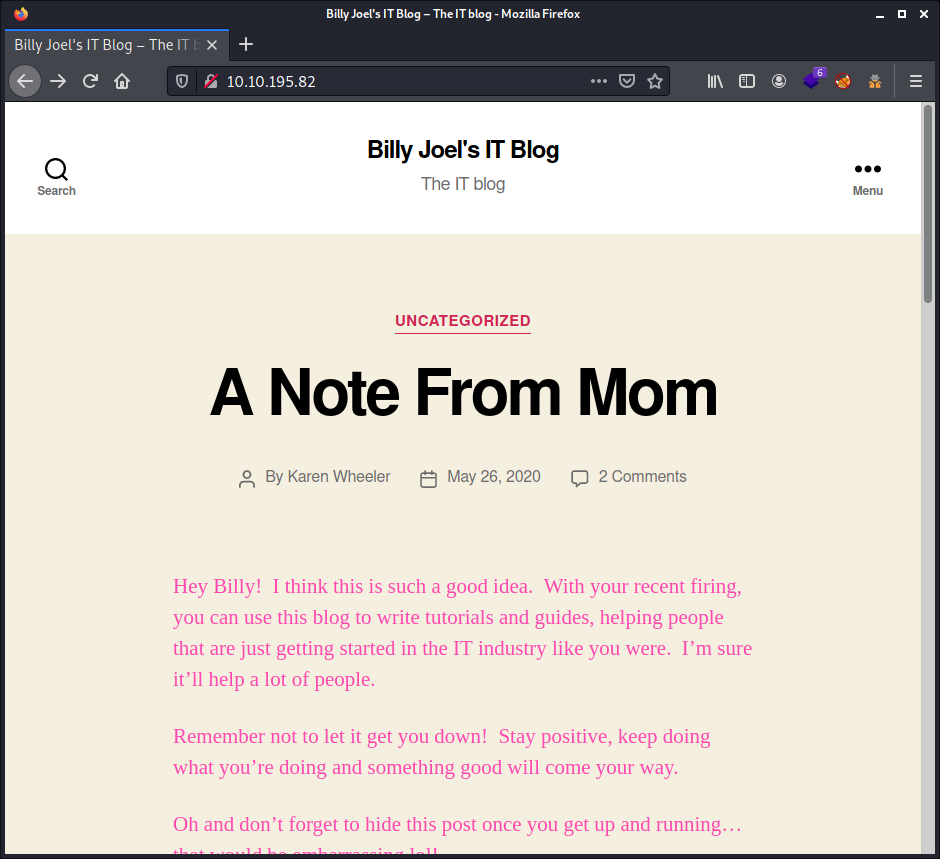 Billy Joel's IT Blog – The IT blog - Mozilla Firefox
Billy Joel's IT Blog – The IT b
10.10.195.82
6
Billy Joel's IT Blog
The IT blog
Search
Menu
UNCATEGORIZED
A Note From Mom
By Karen Wheeler May 26, 2020 2 Comments
Hey Billy!  I think this is such a good idea.  With your recent firing,
you can use this blog to write tutorials and guides, helping people
that are just getting started in the IT industry like you were.  I’m sure
it’ll help a lot of people.
Remember not to let it get you down!  Stay positive, keep doing
what you’re doing and something good will come your way.
Oh and don’t forget to hide this post once you get up and running…
that would be embarrassing lol!